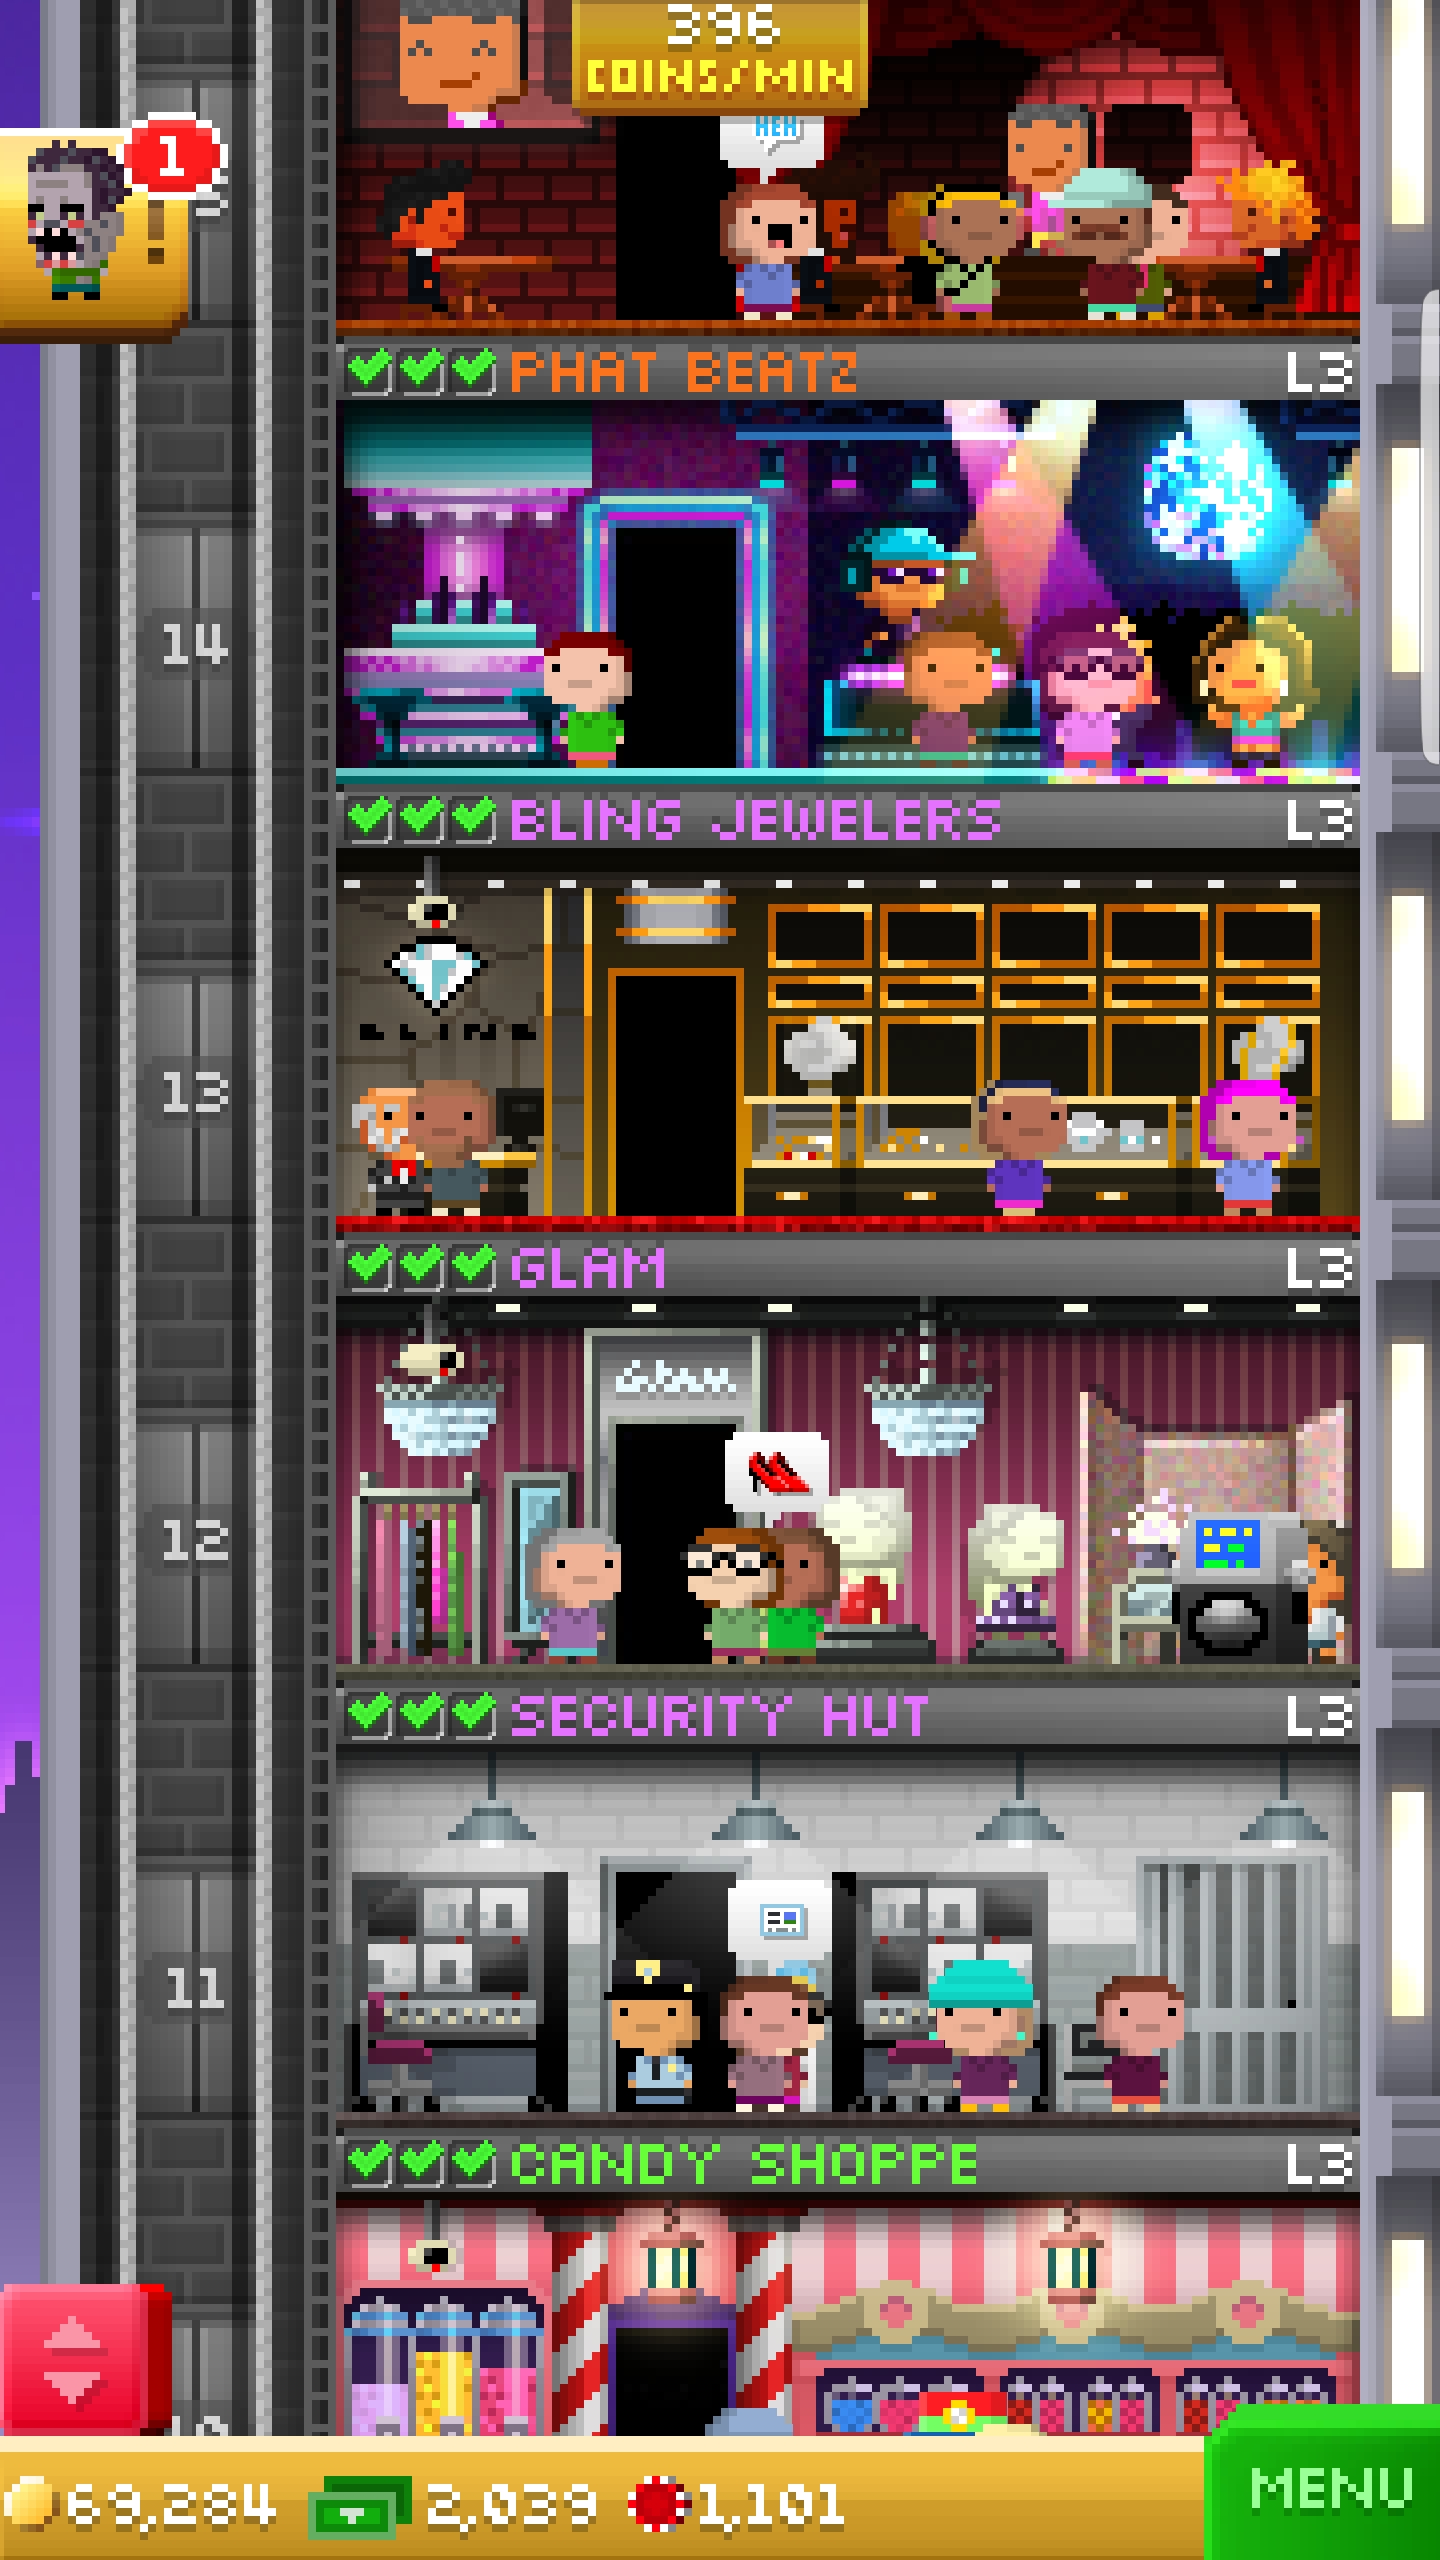 396
COINS/MIN
1
HEH
!
PHAT BEATZ
L3
14
BLING JEWELERS
L3
BLING
13
GLAM
L3
Glam
12
SECURITY HUT
L3
11
CANDY SHOPPE
L3
69,284
2,039
1,101
MENU